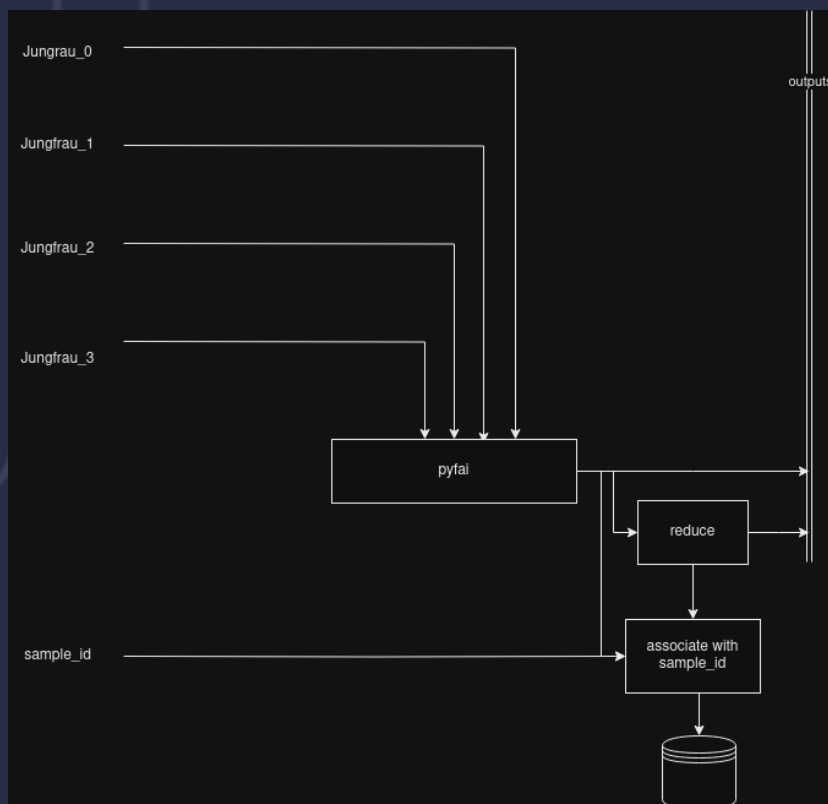 Jungrau_0
outputs
Jungfrau_1
Jungfrau_2
Jungfrau_3
pyfai
reduce
associate with
sample_id
sample_id